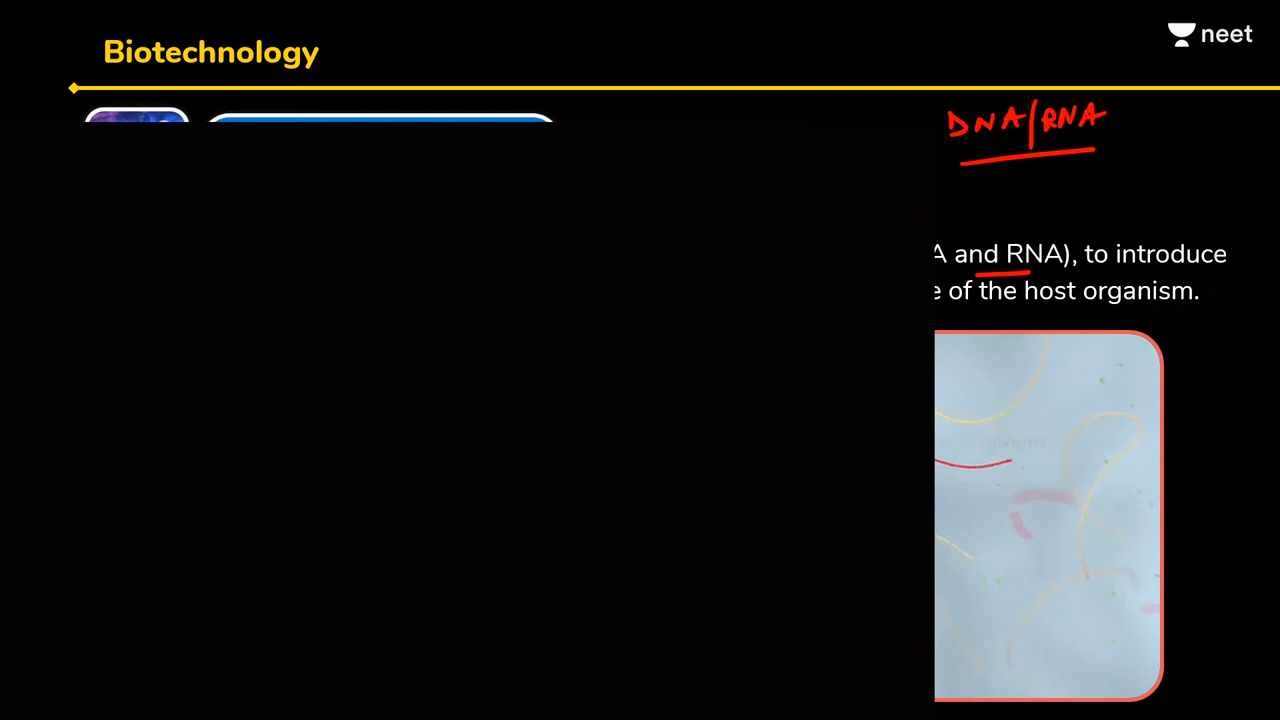 Biotechnology
neet
DNA/RNA
A and RNA), to introduce
e of the host organism.